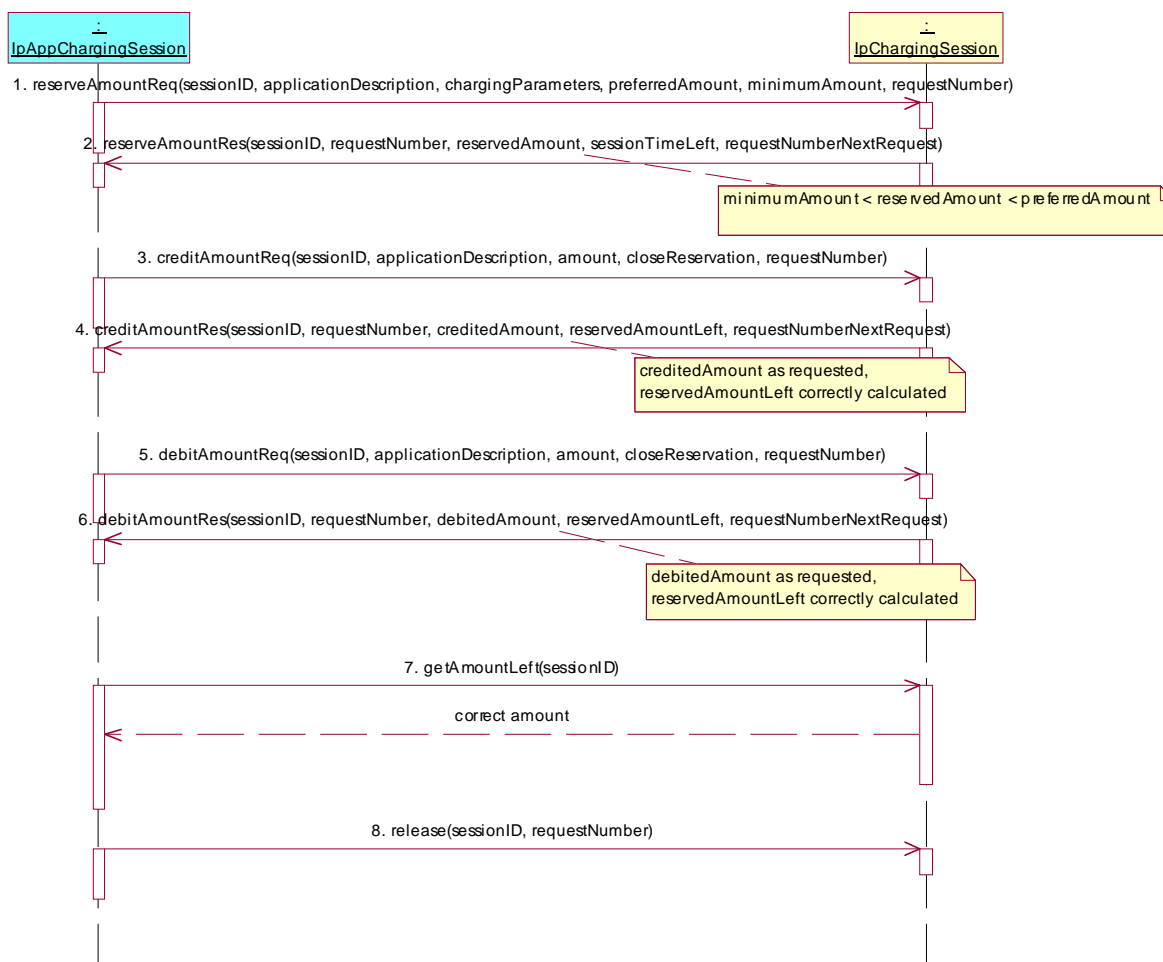 :
IpAppChargingSession
:
IpChargingSession
1. reserveAmountReq(sessionID, applicationDescription, chargingParameters, preferredAmount, minimumAmount, requestNumber)
2. reserveAmountRes(sessionID, requestNumber, reservedAmount, sessionTimeLeft, requestNumberNextRequest)
minimumAmount < reservedAmount < preferredAmount
3. creditAmountReq(sessionID, applicationDescription, amount, closeReservation, requestNumber)
4. creditAmountRes(sessionID, requestNumber, creditedAmount, reservedAmountLeft, requestNumberNextRequest)
creditedAmount as requested,
reservedAmountLeft correctly calculated
5. debitAmountReq(sessionID, applicationDescription, amount, closeReservation, requestNumber)
6. debitAmountRes(sessionID, requestNumber, debitedAmount, reservedAmountLeft, requestNumberNextRequest)
debitedAmount as requested,
reservedAmountLeft correctly calculated
7. getAmountLeft(sessionID)
correct amount
8. release(sessionID, requestNumber)